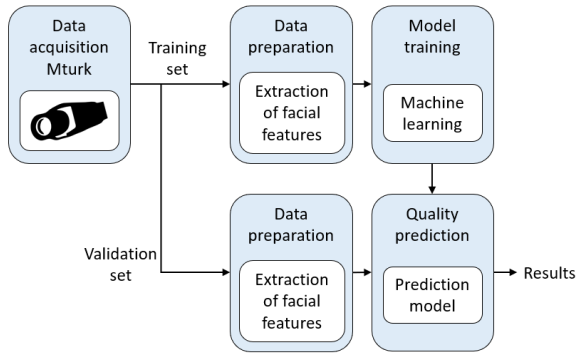 Data
acquisition
Mturk
Training
set
Data
preparation
Extraction
of facial
features
Model
training
Machine
learning
Validation
set
Data
preparation
Extraction
of facial
features
Quality
prediction
Prediction
model
Results